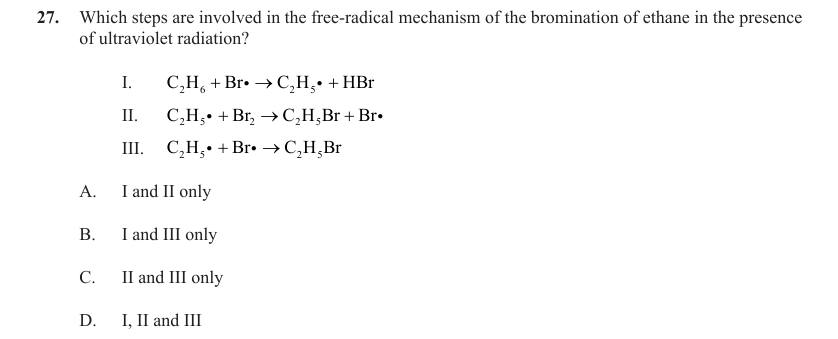 27. Which steps are involved in the free-radical mechanism of the bromination of ethane in the presence
of ultraviolet radiation?
I. C₂H₆ + Br• → C₂H₅• + HBr
II. C₂H₅• + Br₂ → C₂H₅Br + Br•
III. C₂H₅• + Br• → C₂H₅Br
A. I and II only
B. I and III only
C. II and III only
D. I, II and III